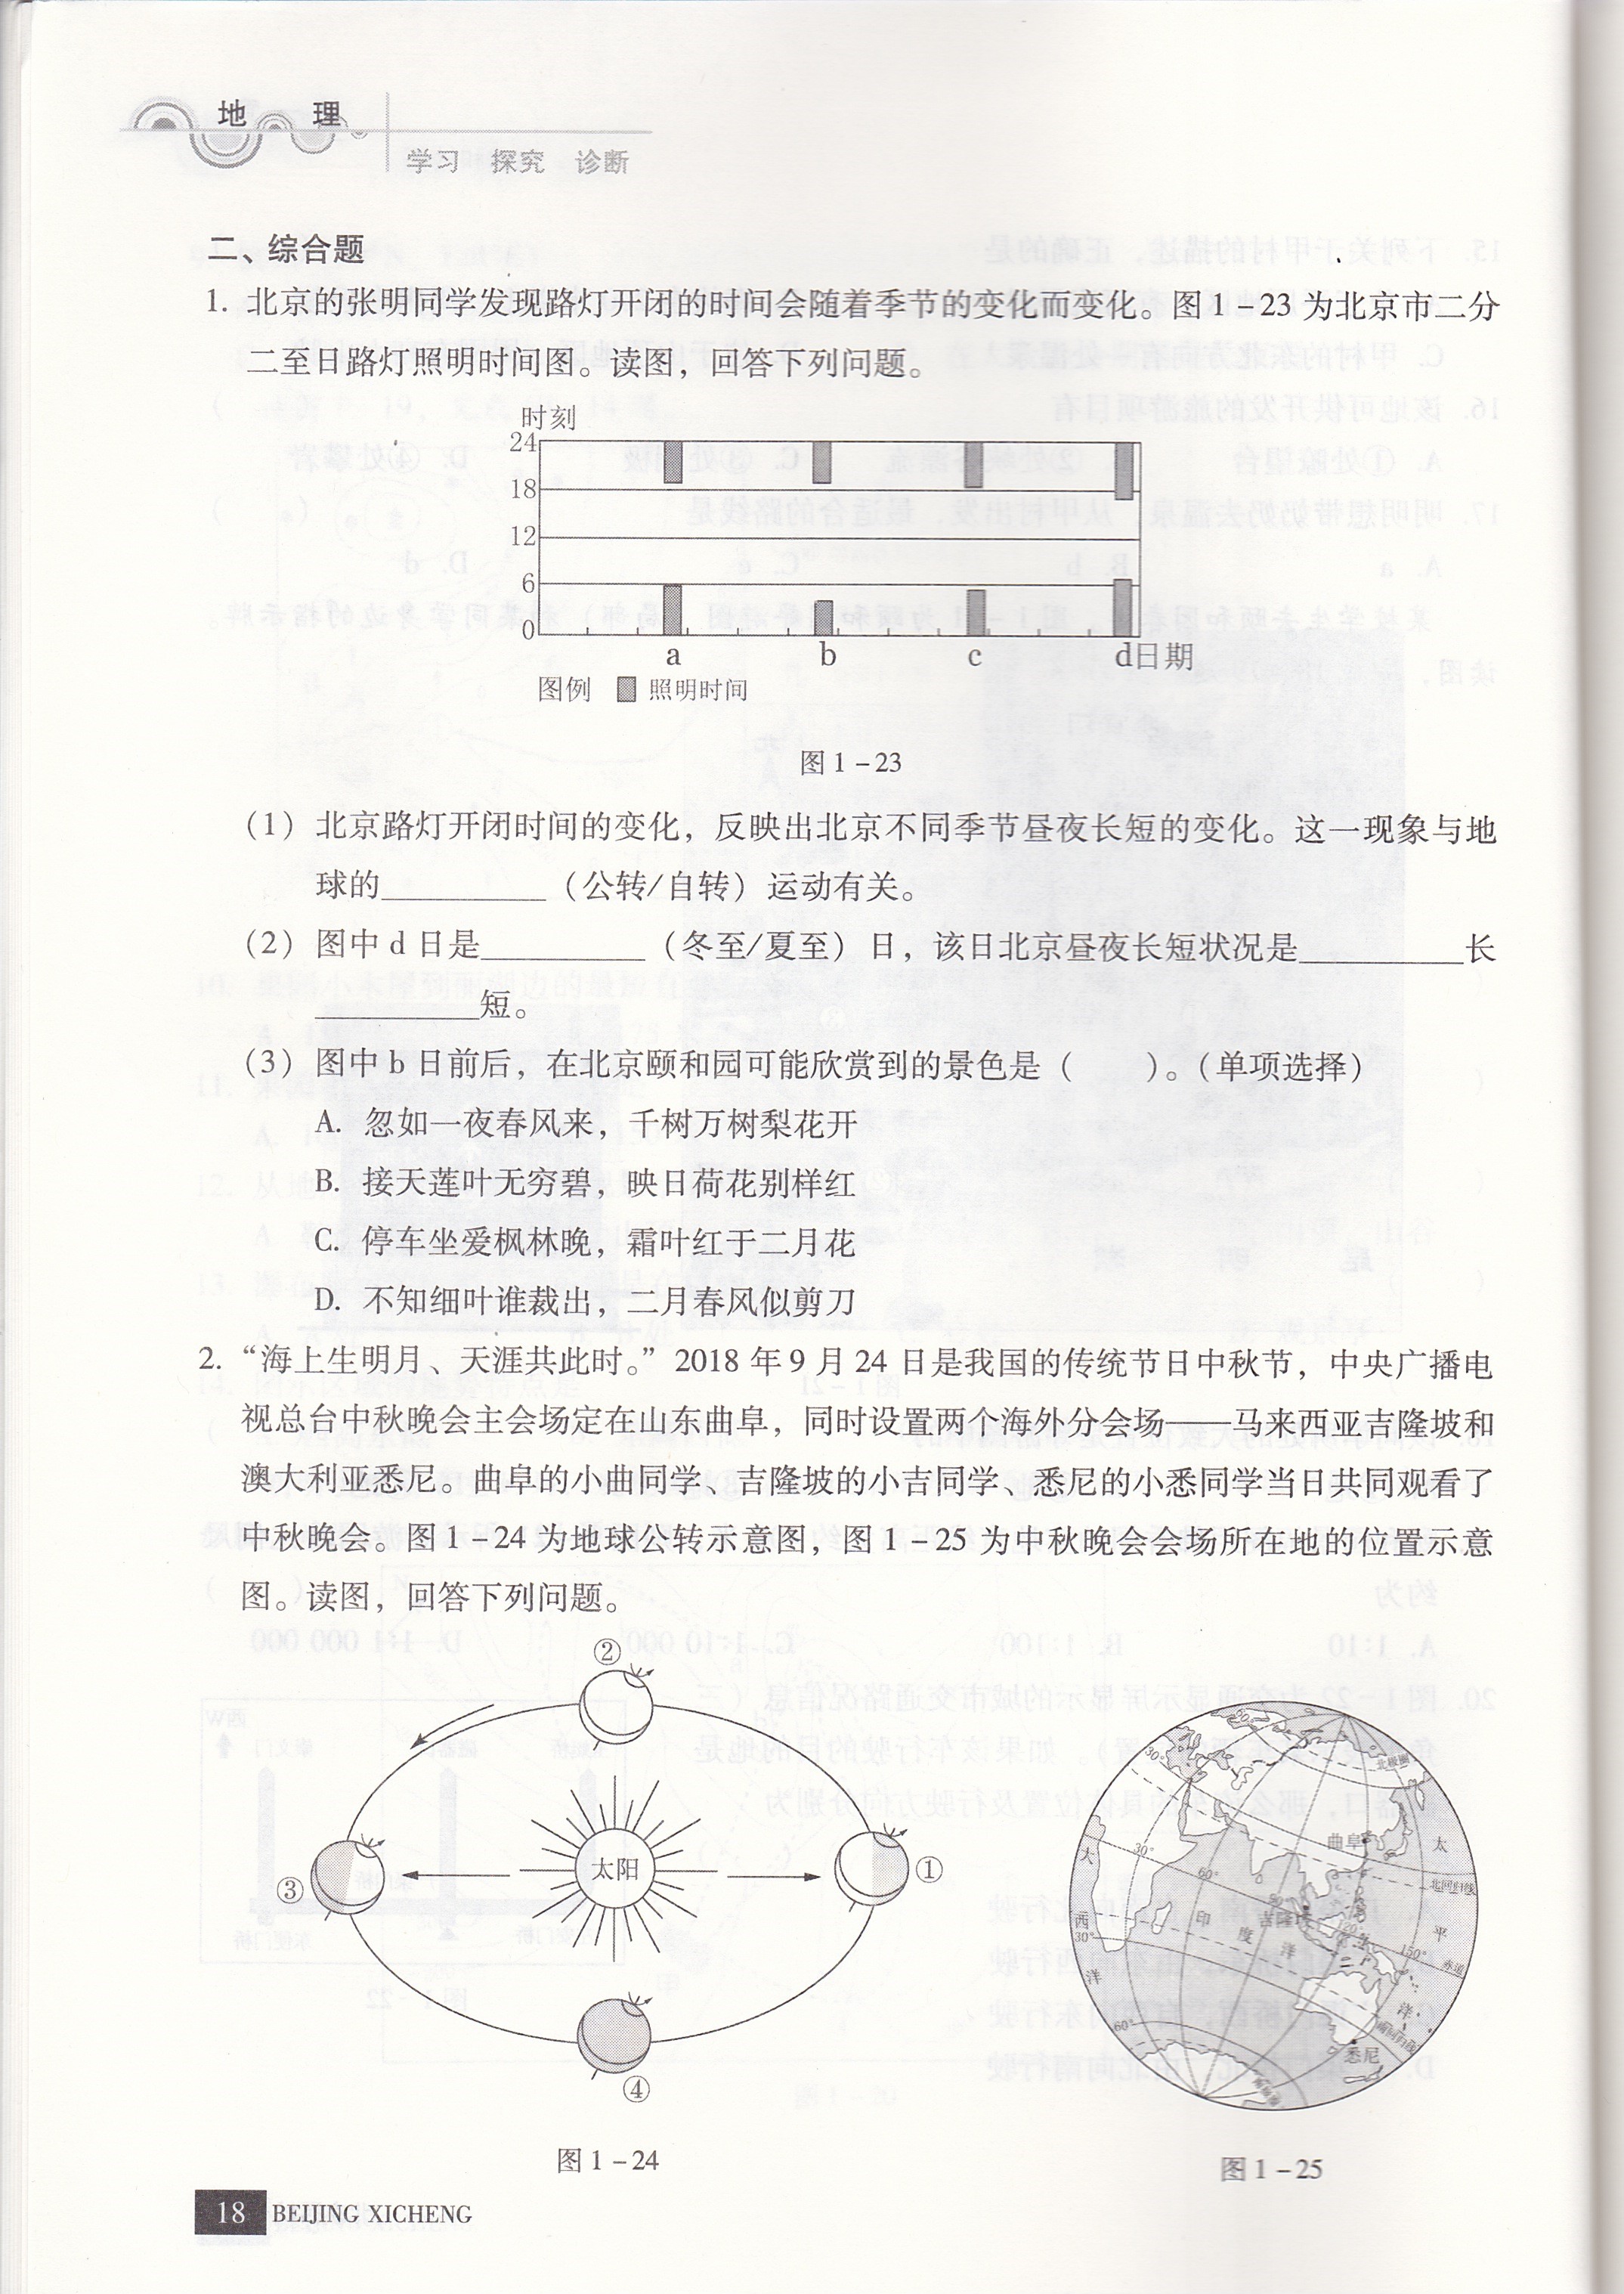 地 理
学习 探究 诊断
二、综合题
1. 北京的张明同学发现路灯开闭的时间会随着季节的变化而变化。图1-23为北京市二分
二至日路灯照明时间图。读图，回答下列问题。
时刻
24
18
12
6
0
a b c d 日期
图例 照明时间
图1-23
(1) 北京路灯开闭时间的变化，反映出北京不同季节昼夜长短的变化。这一现象与地
球的__________（公转/自转）运动有关。
(2) 图中d日是__________（冬至/夏至）日，该日北京昼夜长短状况是__________长
__________短。
(3) 图中b日前后，在北京颐和园可能欣赏到的景色是（ ）。（单项选择）
A. 忽如一夜春风来，千树万树梨花开
B. 接天莲叶无穷碧，映日荷花别样红
C. 停车坐爱枫林晚，霜叶红于二月花
D. 不知细叶谁裁出，二月春风似剪刀
2. “海上生明月、天涯共此时。”2018年9月24日是我国的传统节日中秋节，中央广播电
视总台中秋晚会主会场定在山东曲阜，同时设置两个海外分会场——马来西亚吉隆坡和
澳大利亚悉尼。曲阜的小曲同学、吉隆坡的小吉同学、悉尼的小悉同学当日共同观看了
中秋晚会。图1-24为地球公转示意图，图1-25为中秋晚会会场所在地的位置示意
图。读图，回答下列问题。
②
太阳
①
③
④
图1-24
60°
30°
北极圈
曲阜
太
大
30°
60°
北回归线
90°
吉隆坡
120°
印
度
洋
平
西
30°
150°
赤道
洋
洋
60°
南回归线
悉尼
图1-25
18 BEIJING XICHENG